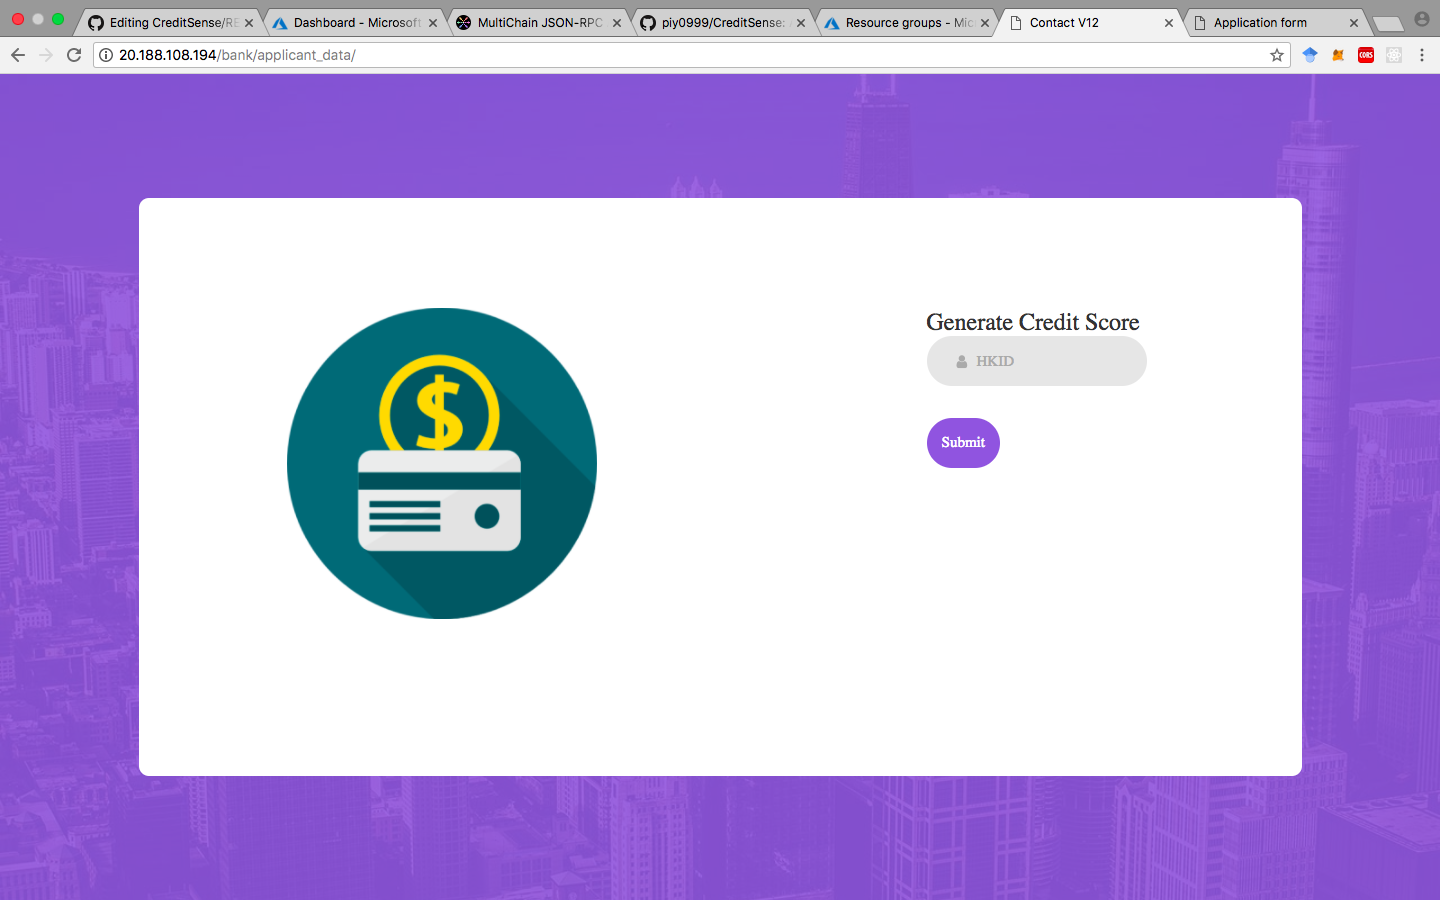 Editing CreditSense/RE
Dashboard - Microsoft
MultiChain JSON-RPC
piy0999/CreditSense: A
Resource groups - Mic
Contact V12
Application form
20.188.108.194/bank/applicant_data/
CORS
$
Generate Credit Score
HKID
Submit